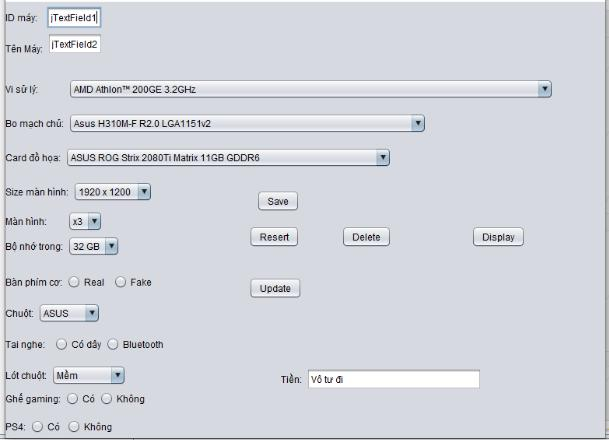 ID máy: jTextField1
Tên Máy: jTextField2
Vi sử lý: AMD Athlon™ 200GE 3.2GHz
Bo mạch chủ: Asus H310M-F R2.0 LGA1151v2
Card đồ họa: ASUS ROG Strix 2080Ti Matrix 11GB GDDR6
Size màn hình: 1920 x 1200
Save
Màn hình: x3
Resert Delete Display
Bộ nhớ trong: 32 GB
Bàn phím cơ: Real Fake
Update
Chuột: ASUS
Tai nghe: Có dây Bluetooth
Lót chuột: Mềm
Tiền: Vô tư đi
Ghế gaming: Có Không
PS4: Có Không